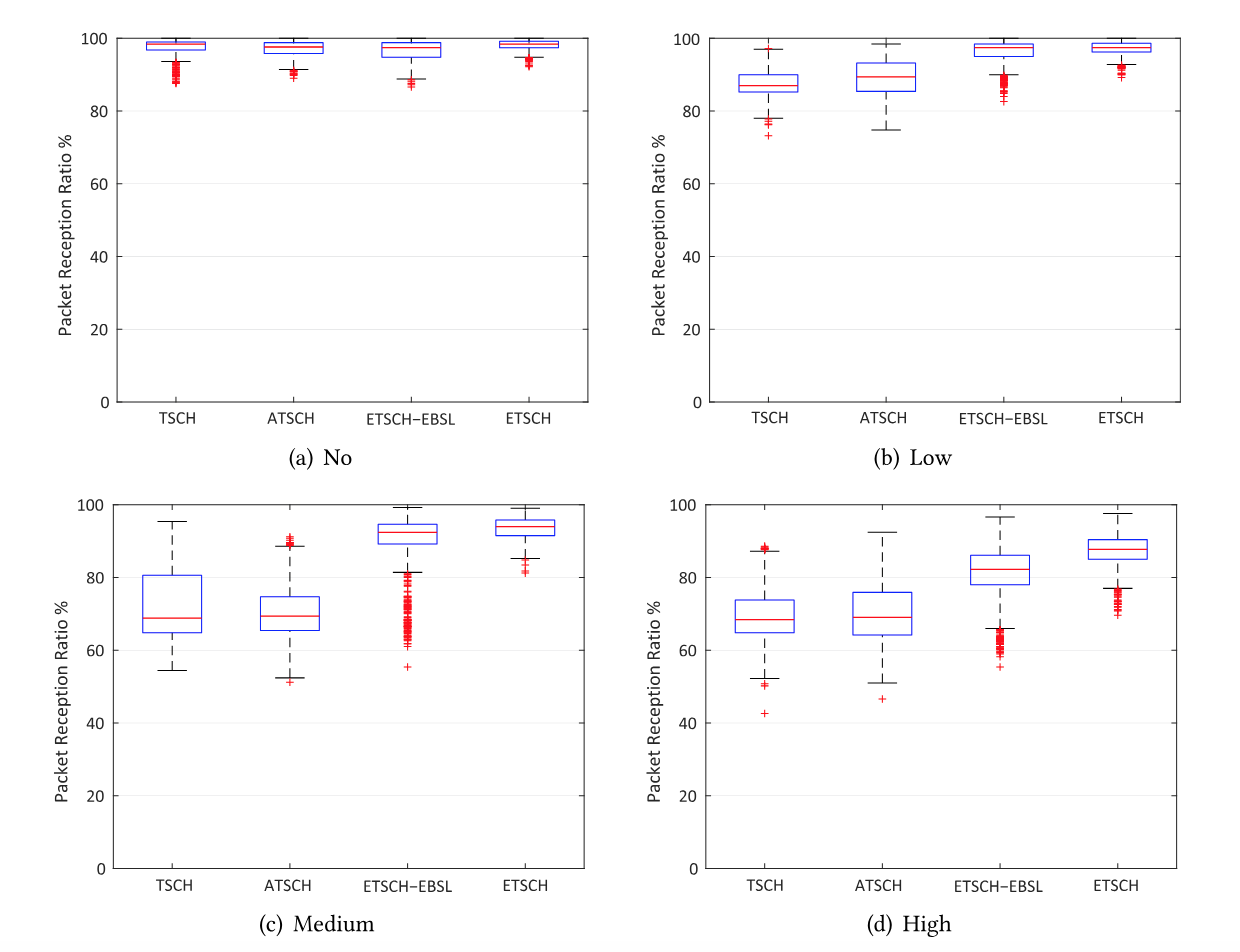 100
80
60
40
20
0
Packet Reception Ratio %
TSCH ATSCH ETSCH−EBSL ETSCH
(a) No
100
80
60
40
20
0
Packet Reception Ratio %
TSCH ATSCH ETSCH−EBSL ETSCH
(b) Low
100
80
60
40
20
0
Packet Reception Ratio %
TSCH ATSCH ETSCH−EBSL ETSCH
(c) Medium
100
80
60
40
20
0
Packet Reception Ratio %
TSCH ATSCH ETSCH−EBSL ETSCH
(d) High